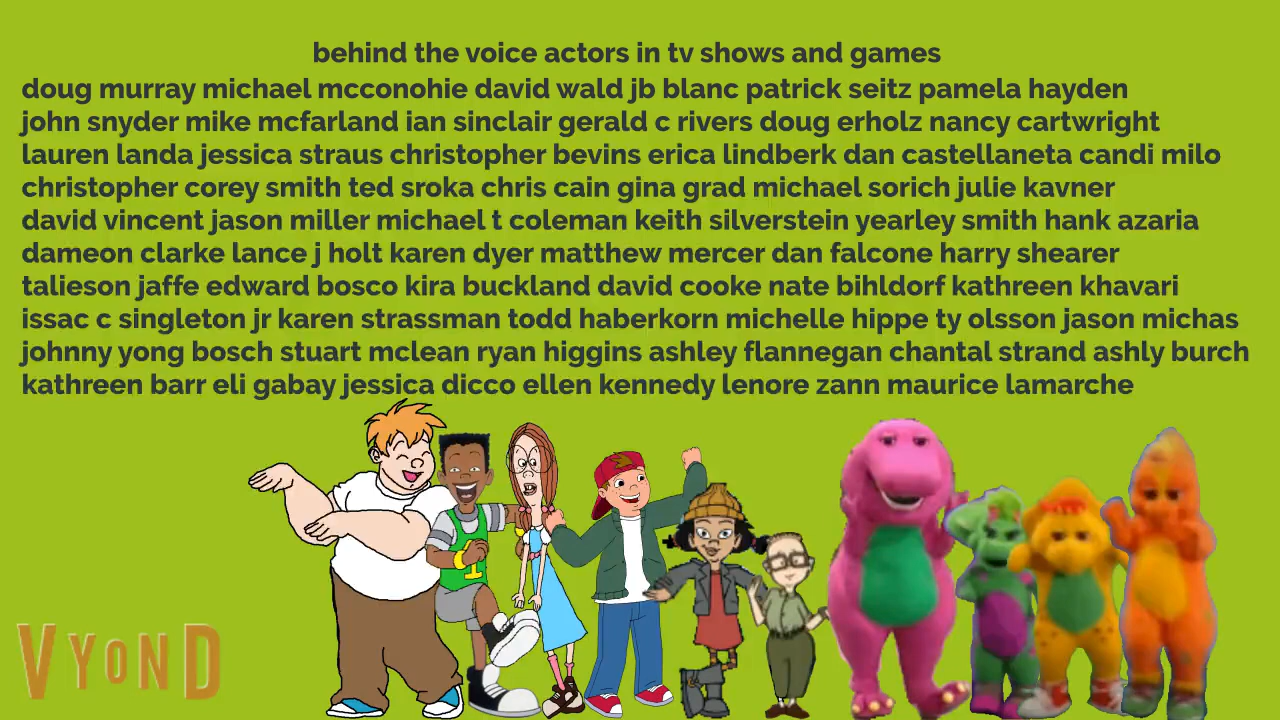 behind the voice actors in tv shows and games
doug murray michael mcconohie david wald jb blanc patrick seitz pamela hayden
john snyder mike mcfarland ian sinclair gerald c rivers doug erholz nancy cartwright
lauren landa jessica straus christopher bevins erica lindberk dan castellaneta candi milo
christopher corey smith ted sroka chris cain gina grad michael sorich julie kavner
david vincent jason miller michael t coleman keith silverstein yearley smith hank azaria
dameon clarke lance j holt karen dyer matthew mercer dan falcone harry shearer
talieson jaffe edward bosco kira buckland david cooke nate bihldorf kathreen khavari
issac c singleton jr karen strassman todd haberkorn michelle hippe ty olsson jason michas
johnny yong bosch stuart mclean ryan higgins ashley flannegan chantal strand ashly burch
kathreen barr eli gabay jessica dicco ellen kennedy lenore zann maurice lamarche
VYOND